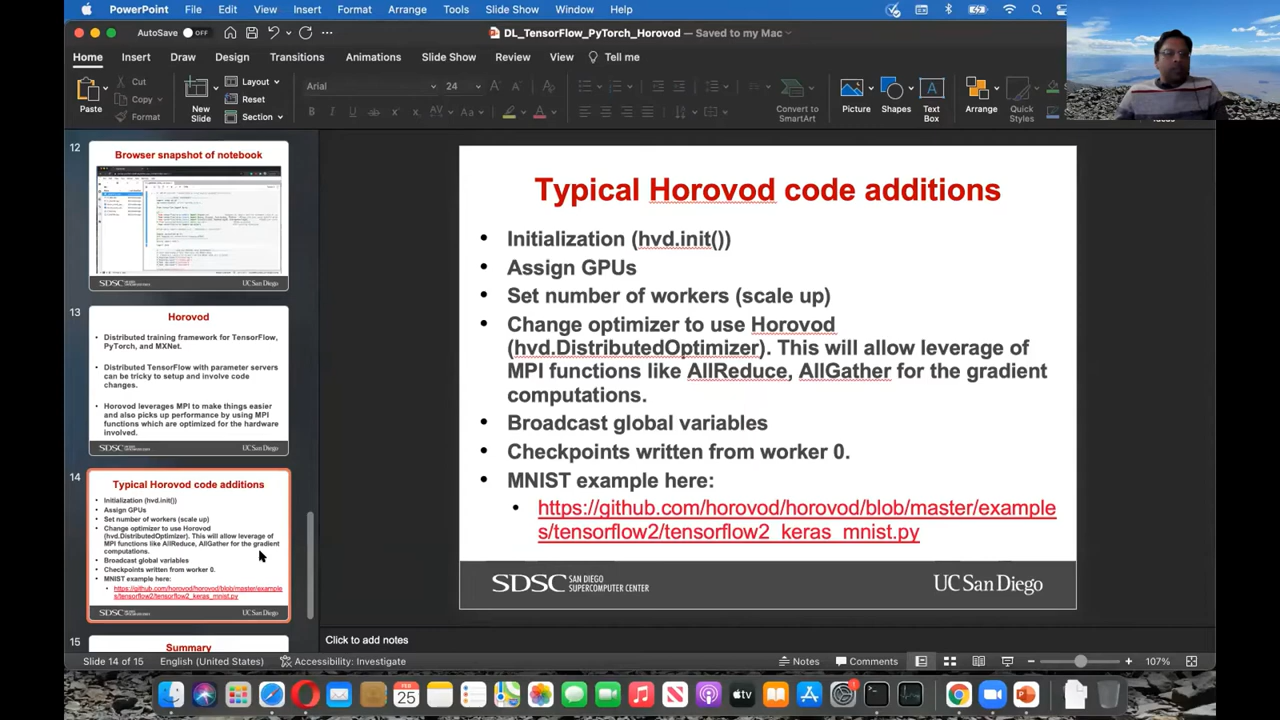 PowerPoint File Edit View Insert Format Arrange Tools Slide Show Window Help
AutoSave OFF DL_TensorFlow_PyTorch_Horovod — Saved to my Mac
Home Insert Draw Design Transitions Animations Slide Show Review View Tell me
Paste
Cut
Copy
Format
New Slide
Layout
Reset
Section
Arial 24
Convert to SmartArt
Picture
Shapes
Text Box
Arrange
Quick Styles
12
Browser snapshot of notebook
SDSC UC San Diego
13
Horovod
• Distributed training framework for TensorFlow,
PyTorch, and MXNet.
• Distributed TensorFlow with parameter servers
can be tricky to setup and involve code
changes.
• Horovod leverages MPI to make things easier
and also picks up performance by using MPI
functions which are optimized for the hardware
involved.
SDSC UC San Diego
14
Typical Horovod code additions
• Initialization (hvd.init())
• Assign GPUs
• Set number of workers (scale up)
• Change optimizer to use Horovod
(hvd.DistributedOptimizer). This will allow leverage of
MPI functions like AllReduce, AllGather for the gradient
computations.
• Broadcast global variables
• Checkpoints written from worker 0.
• MNIST example here:
• https://github.com/horovod/horovod/blob/master/example
s/tensorflow2/tensorflow2_keras_mnist.py
SDSC UC San Diego
15
Summary
Typical Horovod code additions
• Initialization (hvd.init())
• Assign GPUs
• Set number of workers (scale up)
• Change optimizer to use Horovod
(hvd.DistributedOptimizer). This will allow leverage of
MPI functions like AllReduce, AllGather for the gradient
computations.
• Broadcast global variables
• Checkpoints written from worker 0.
• MNIST example here:
• https://github.com/horovod/horovod/blob/master/example
s/tensorflow2/tensorflow2_keras_mnist.py
SDSC SAN DIEGO
SUPERCOMPUTER CENTER
UC San Diego
Click to add notes
Slide 14 of 15 English (United States) Accessibility: Investigate Notes Comments 107%
FEB
25
tv